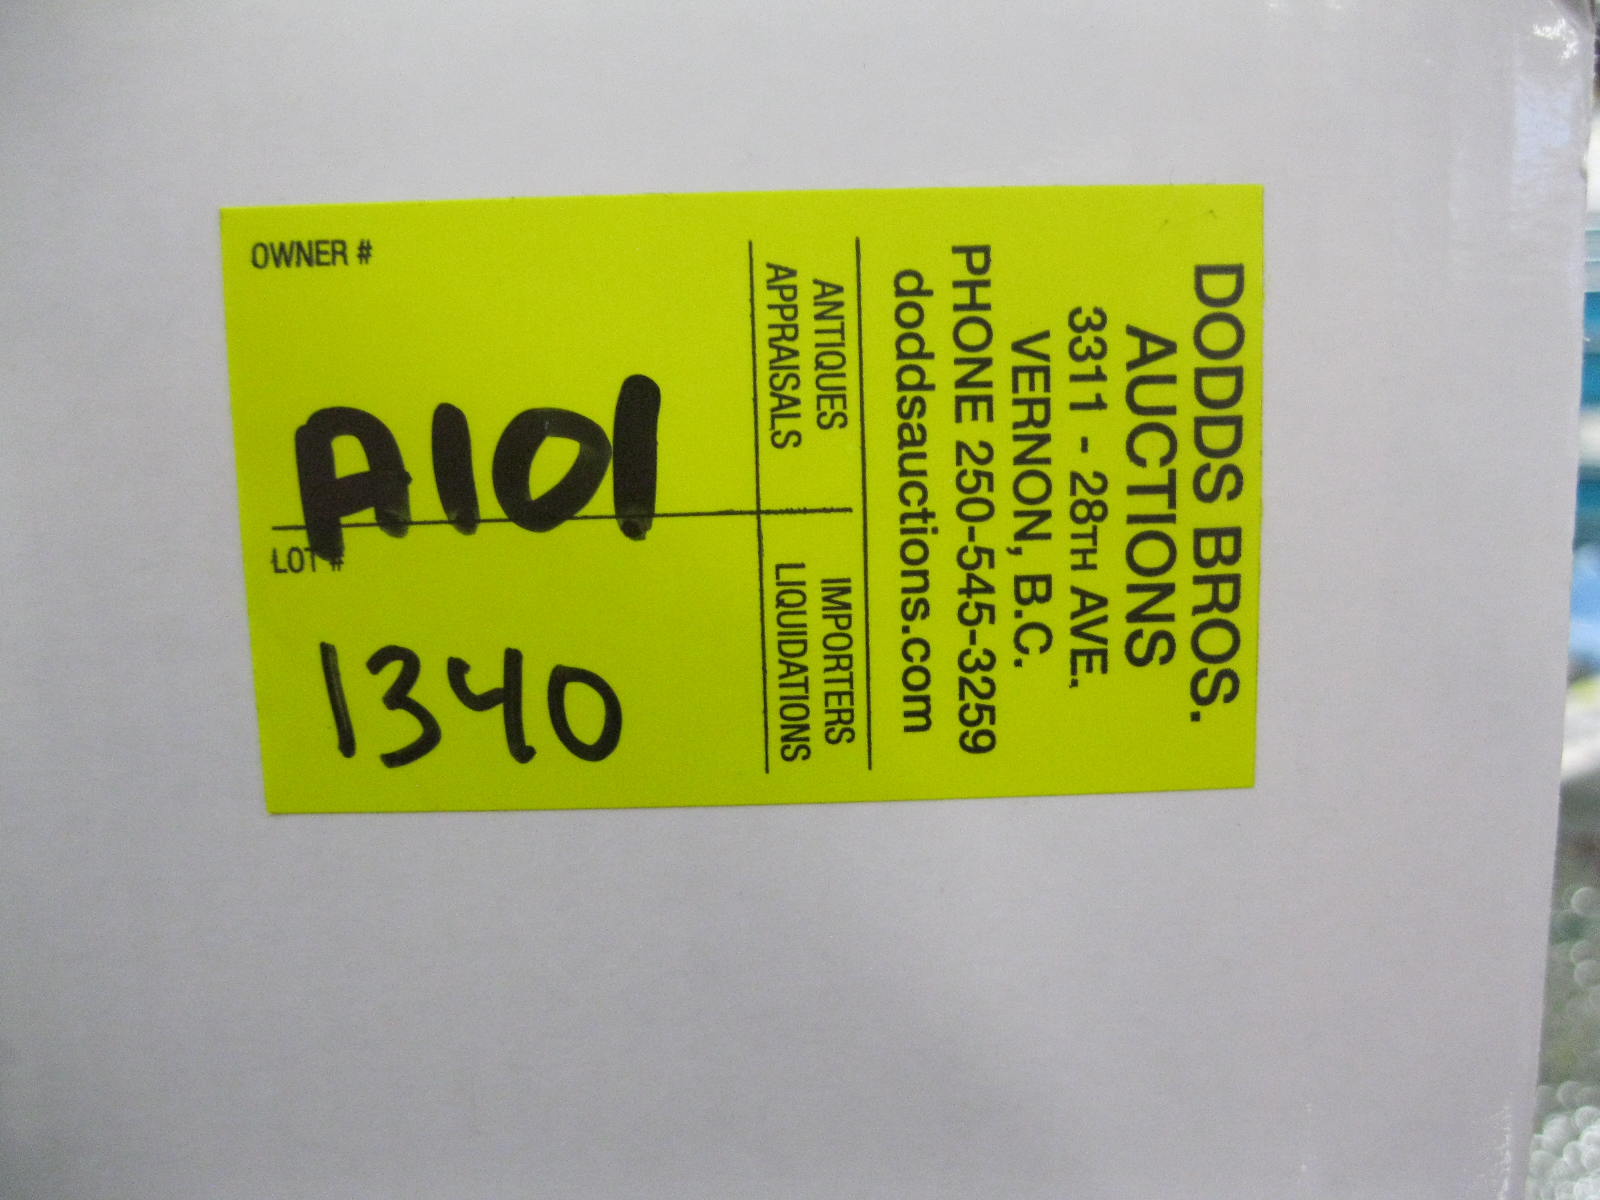 DODDS BROS.
AUCTIONS
3311 - 28TH AVE.
VERNON, B.C.
PHONE 250-545-3259
doddsauctions.com
ANTIQUES
APPRAISALS
IMPORTERS
LIQUIDATIONS
OWNER #
A101
LOT #
1340